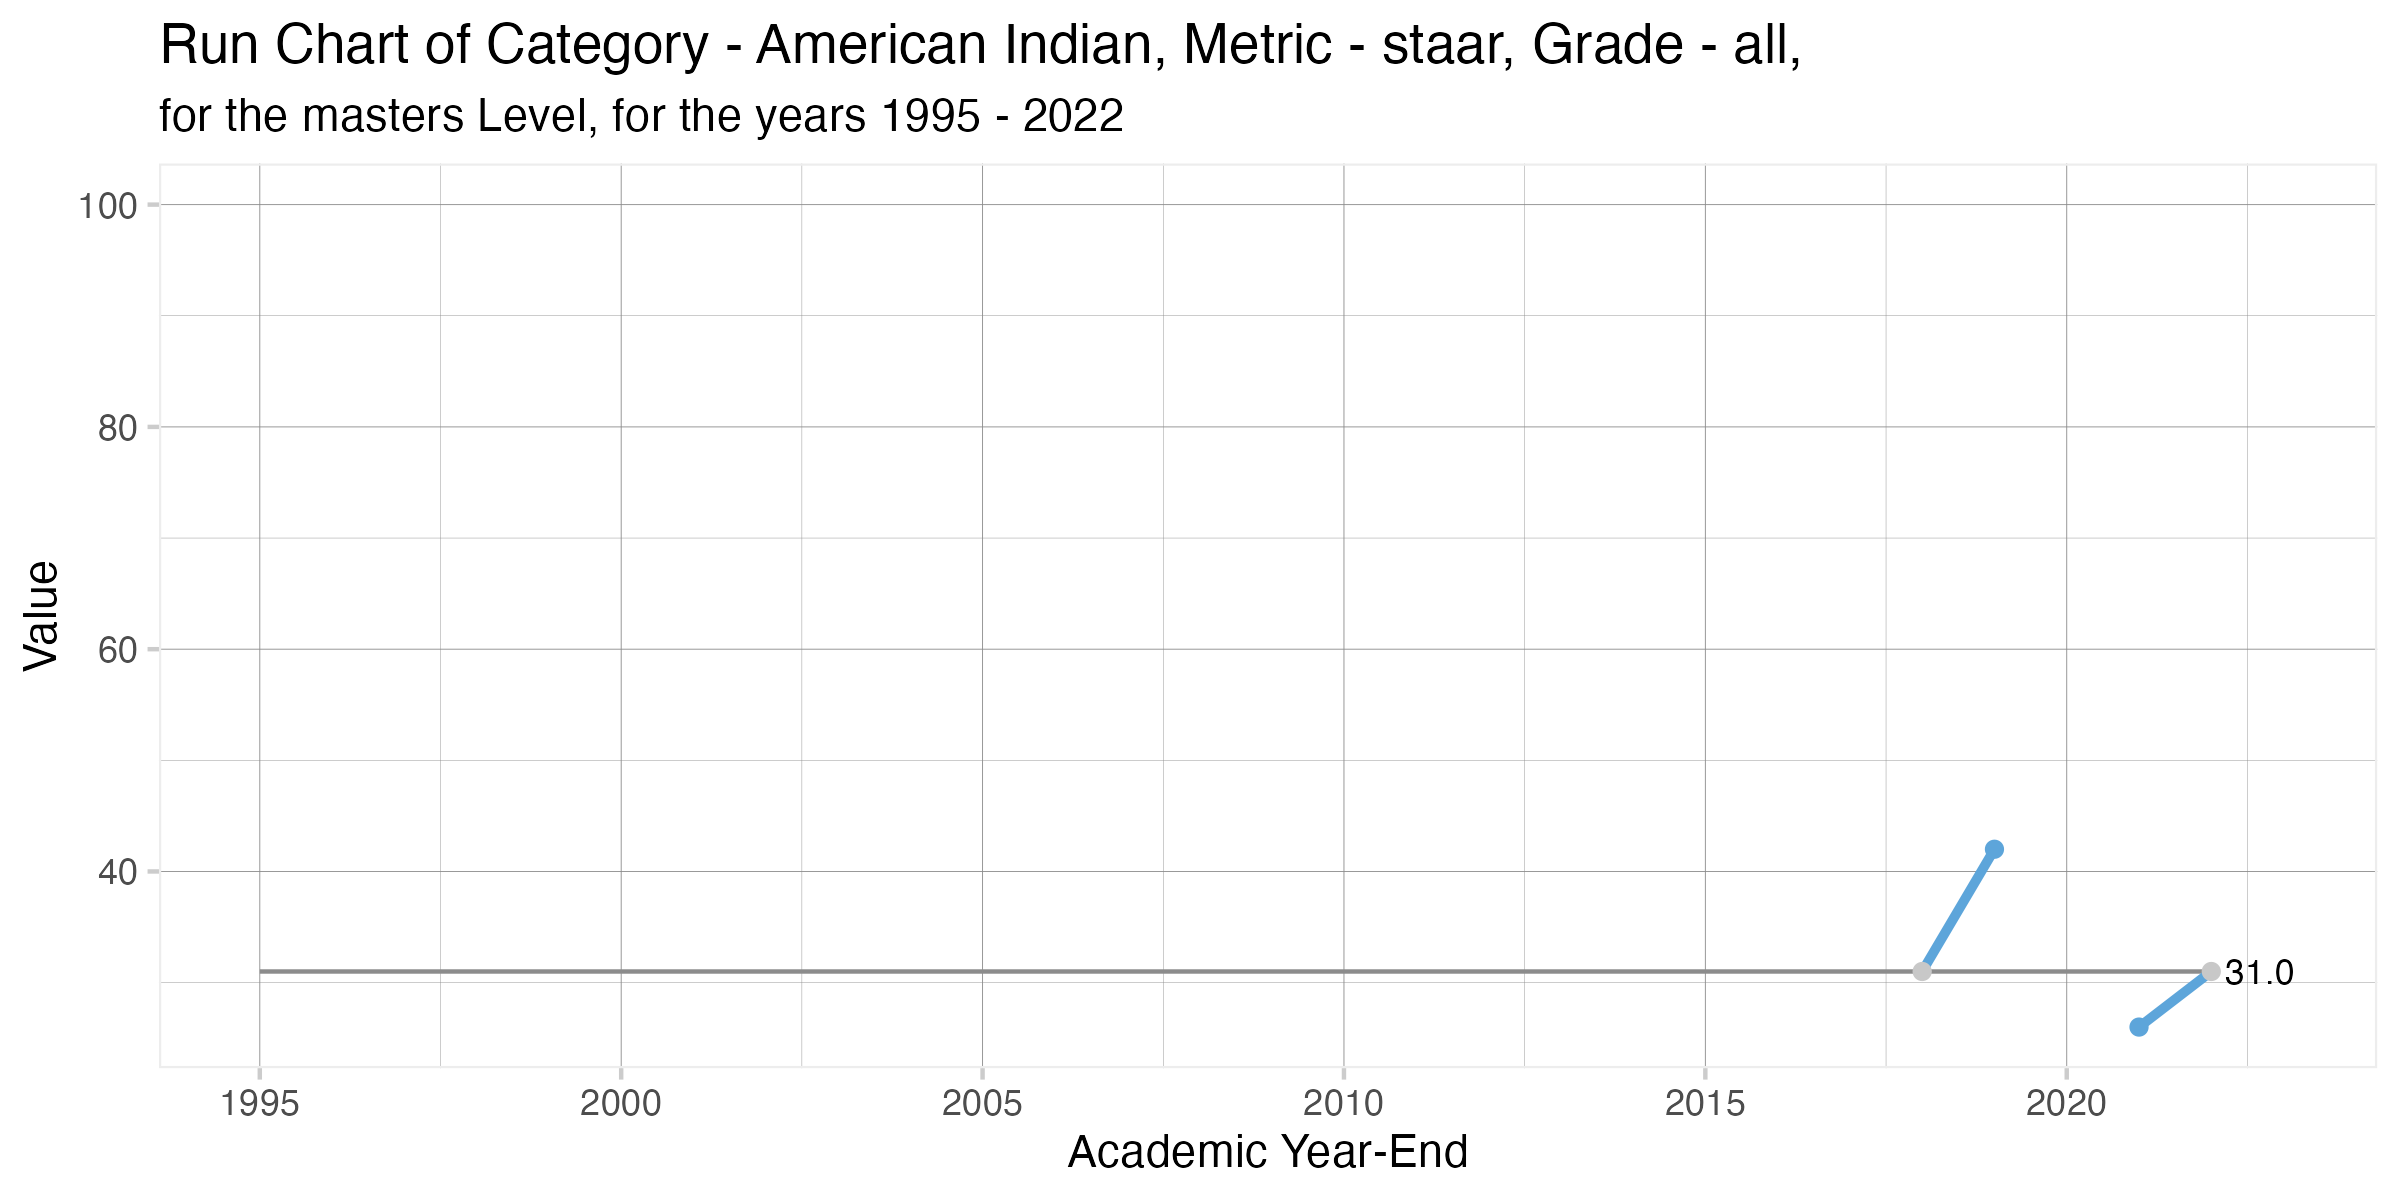 Run Chart of Category - American Indian, Metric - staar, Grade - all,
for the masters Level, for the years 1995 - 2022
100
80
60
40
Value
31.0
1995 2000 2005 2010 2015 2020
Academic Year-End